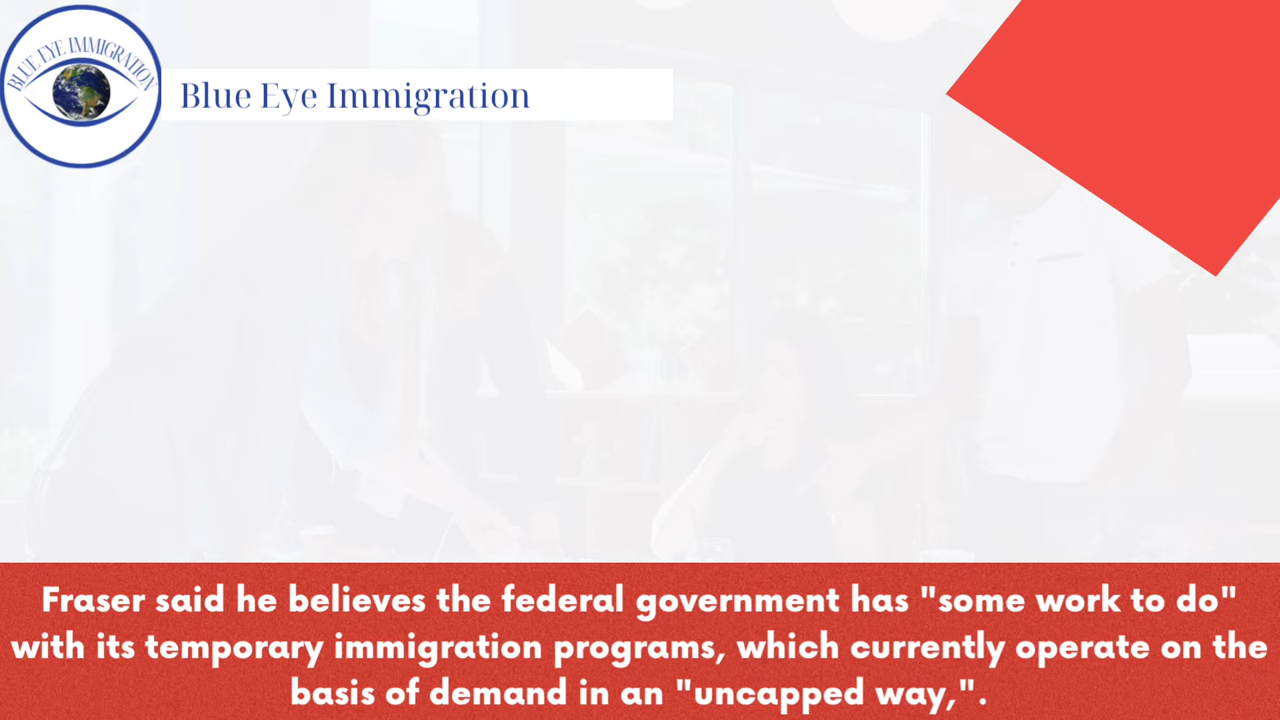 BLUE EYE IMMIGRATION
Blue Eye Immigration
Fraser said he believes the federal government has "some work to do"
with its temporary immigration programs, which currently operate on the
basis of demand in an "uncapped way,".